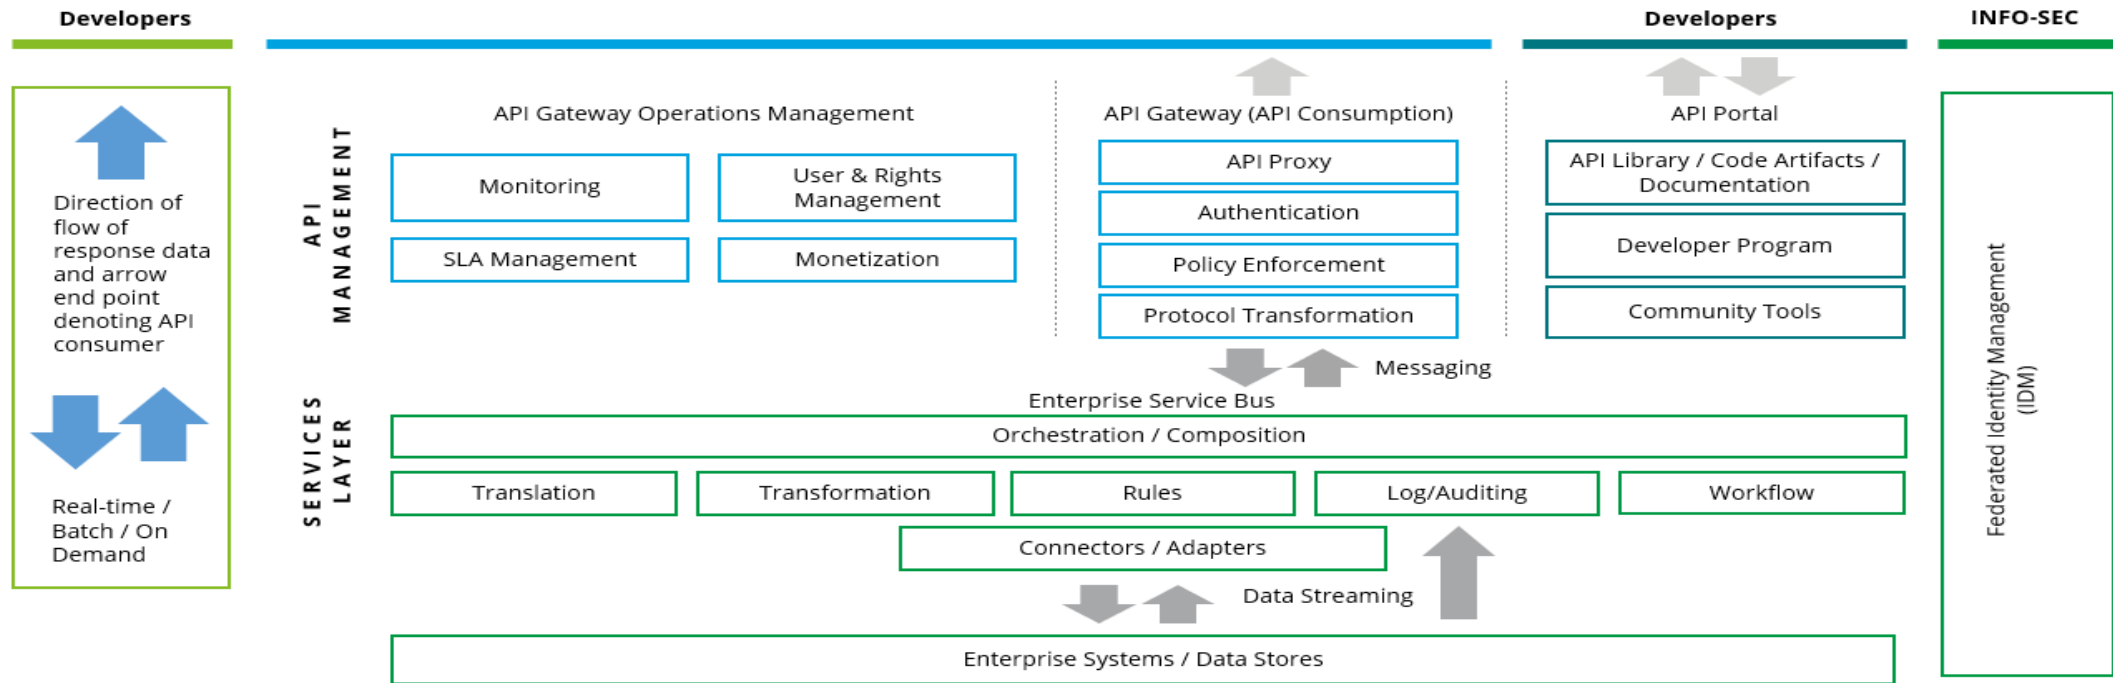 Developers
Developers
INFO-SEC
Direction of
flow of
response data
and arrow
end point
denoting API
consumer
Real-time /
Batch / On
Demand
API
MANAGEMENT
API Gateway Operations Management
Monitoring
User & Rights
Management
SLA Management
Monetization
API Gateway (API Consumption)
API Proxy
Authentication
Policy Enforcement
Protocol Transformation
API Portal
API Library / Code Artifacts /
Documentation
Developer Program
Community Tools
Messaging
SERVICES
LAYER
Enterprise Service Bus
Orchestration / Composition
Translation
Transformation
Rules
Log/Auditing
Workflow
Connectors / Adapters
Data Streaming
Enterprise Systems / Data Stores
Federated Identity Management
(IDM)